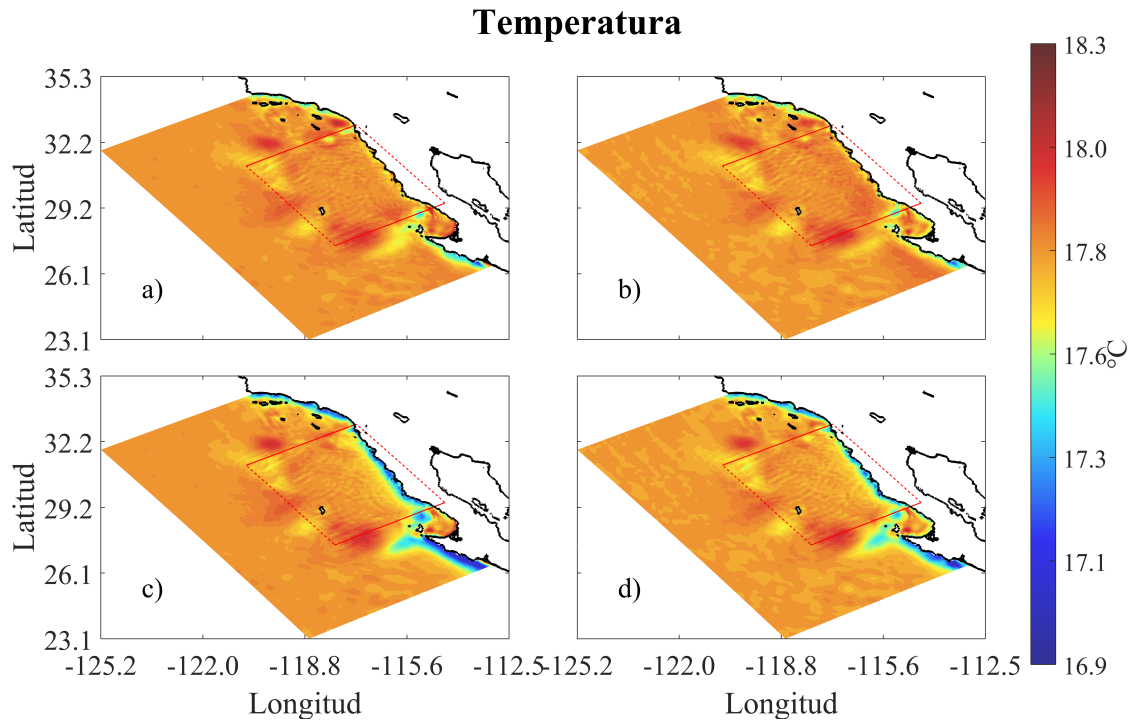 Temperatura
35.3
32.2
29.2
26.1
23.1
Latitud
a)
b)
35.3
32.2
29.2
26.1
23.1
Latitud
c)
d)
-125.2 -122.0 -118.8 -115.6 -112.5
-125.2 -122.0 -118.8 -115.6 -112.5
Longitud
Longitud
18.3
18.0
17.8
17.6
17.3
17.1
16.9
°C